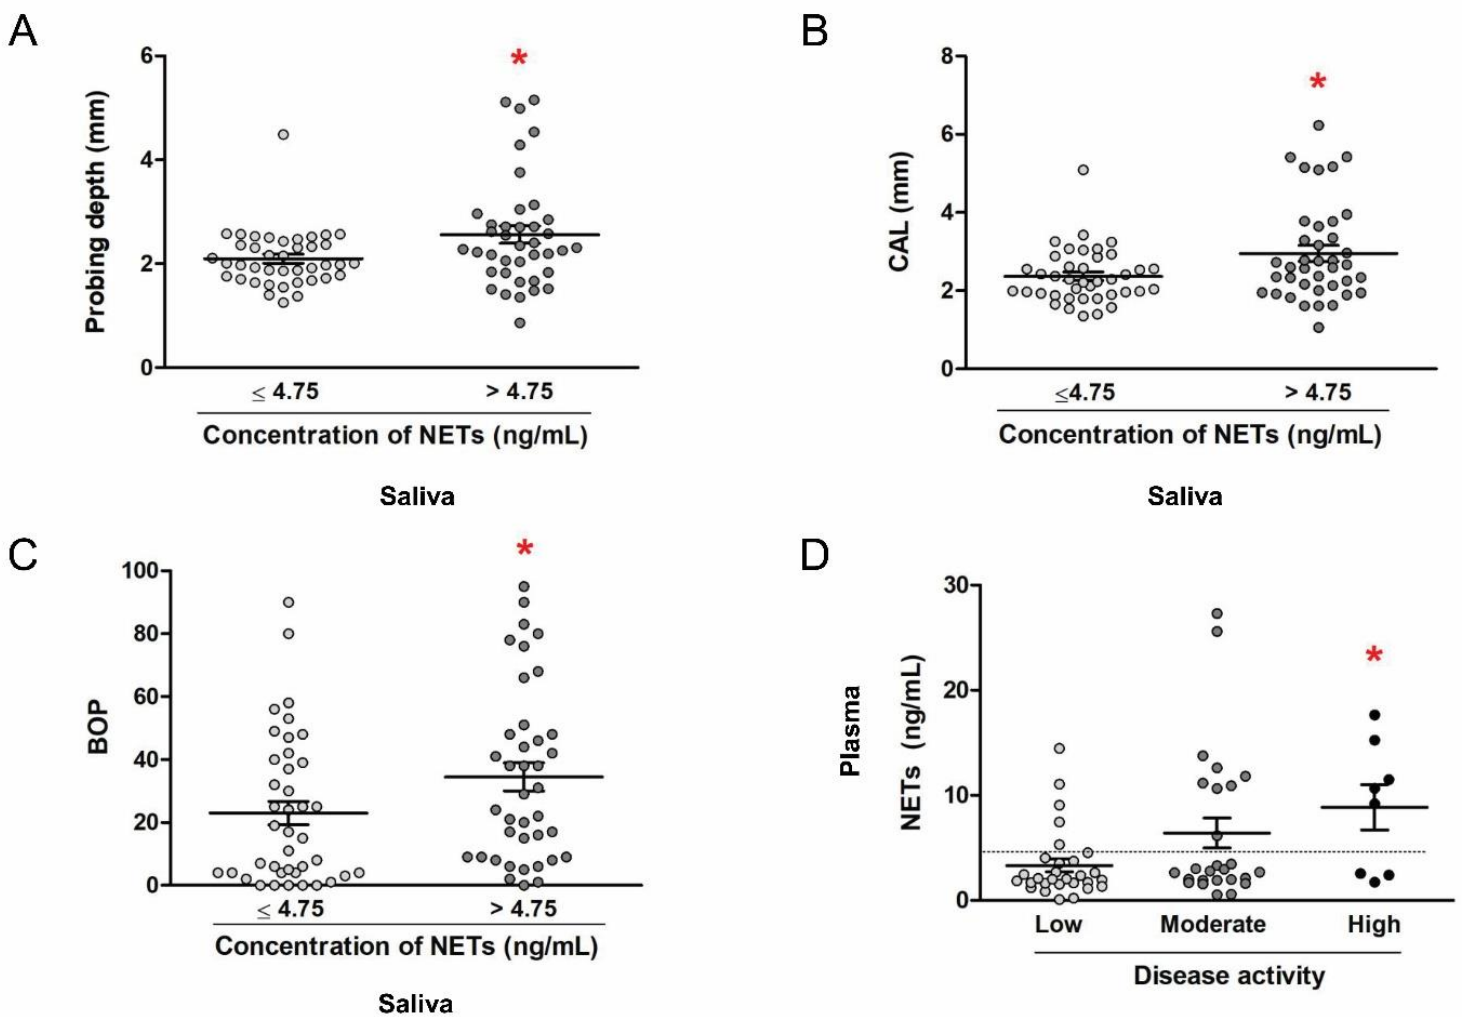 A
*
6
4
2
0
Probing depth (mm)
≤ 4.75 > 4.75
Concentration of NETs (ng/mL)
Saliva
B
*
8
6
4
2
0
CAL (mm)
≤4.75 > 4.75
Concentration of NETs (ng/mL)
Saliva
C
*
100
80
60
40
20
0
BOP
≤ 4.75 > 4.75
Concentration of NETs (ng/mL)
Saliva
D
*
30
20
10
0
Plasma
NETs (ng/mL)
Low Moderate High
Disease activity